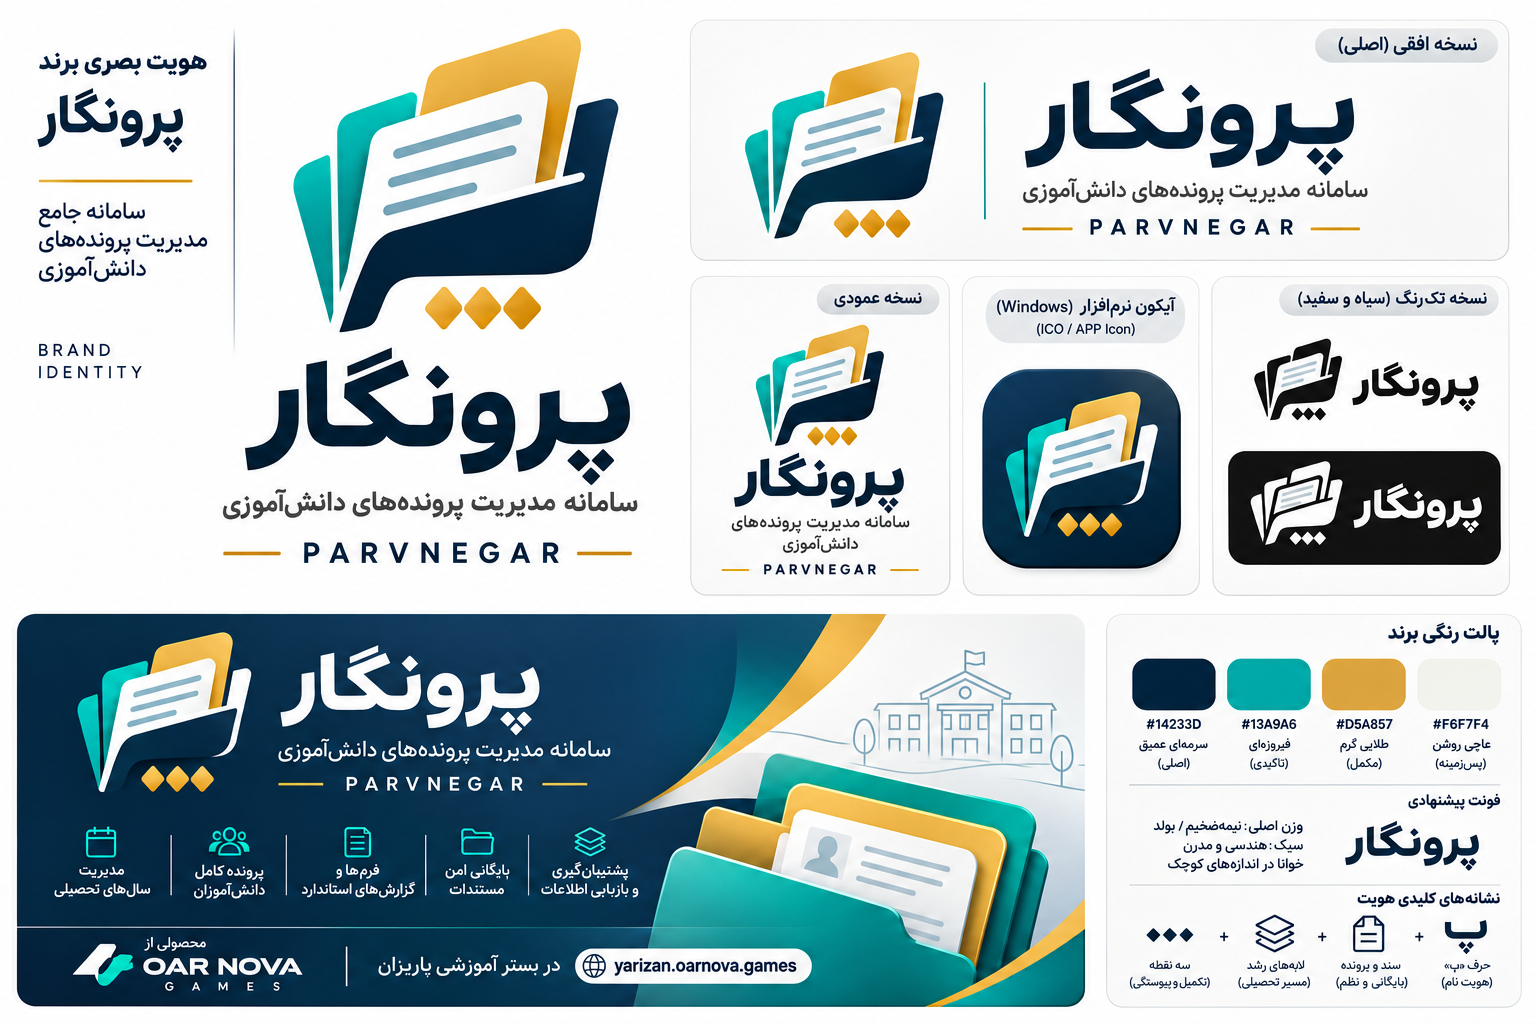 هویت بصری برند
پرونگار
سامانه جامع
مدیریت پرونده‌های
دانش‌آموزی
BRAND
IDENTITY
پرونگار
سامانه مدیریت پرونده‌های دانش‌آموزی
PARVNEGAR
نسخه افقی (اصلی)
پرونگار
سامانه مدیریت پرونده‌های دانش‌آموزی
PARVNEGAR
نسخه عمودی
پرونگار
سامانه مدیریت پرونده‌های
دانش‌آموزی
PARVNEGAR
آیکون نرم‌افزار (Windows)
(ICO / APP Icon)
نسخه تک‌رنگ (سیاه و سفید)
پرونگار
پرونگار
پرونگار
سامانه مدیریت پرونده‌های دانش‌آموزی
PARVNEGAR
پشتیبان‌گیری
و بازیابی اطلاعات
بایگانی امن
مستندات
فرم‌ها و
گزارش‌های استاندارد
پرونده کامل
دانش‌آموزان
مدیریت
سال‌های تحصیلی
محصولی از
OAR NOVA
GAMES
در بستر آموزشی پاریزان
yarizan.oarnova.games
پالت رنگی برند
#14233D
سرمه‌ای عمیق
(اصلی)
#13A9A6
فیروزه‌ای
(تاکیدی)
#D5A857
طلایی گرم
(مکمل)
#F6F7F4
عاجی روشن
(پس‌زمینه)
فونت پیشنهادی
پرونگار
وزن اصلی: نیمه‌ضخیم / بولد
سبک: هندسی و مدرن
خوانا در اندازه‌های کوچک
نشانه‌های کلیدی هویت
پ
حرف «پ»
(هویت نام)
+
سند و پرونده
(بایگانی و نظم)
+
لایه‌های رشد
(مسیر تحصیلی)
+
سه نقطه
(تکمیل و پیوستگی)